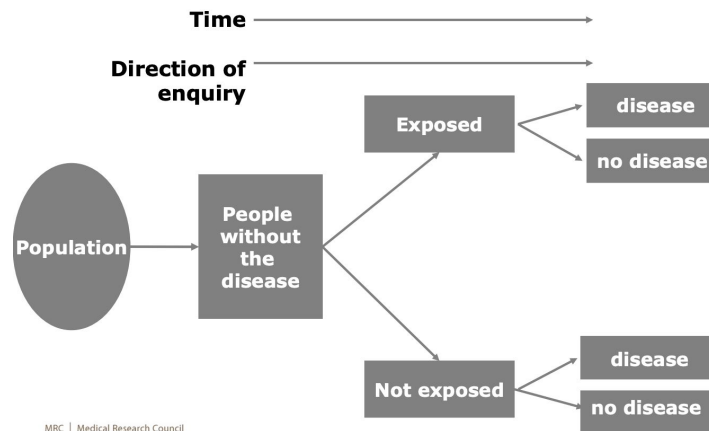 Time
Direction of
enquiry
Exposed
disease
no disease
Population
People
without
the
disease
Not exposed
disease
no disease
MRC | Medical Research Council